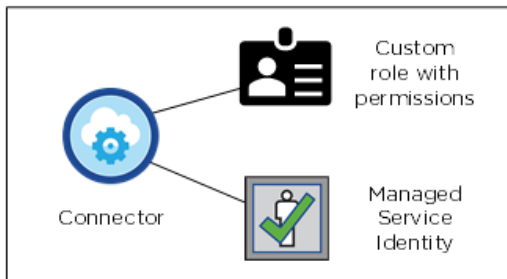 Custom
role with
permissions
Connector
Managed
Service
Identity